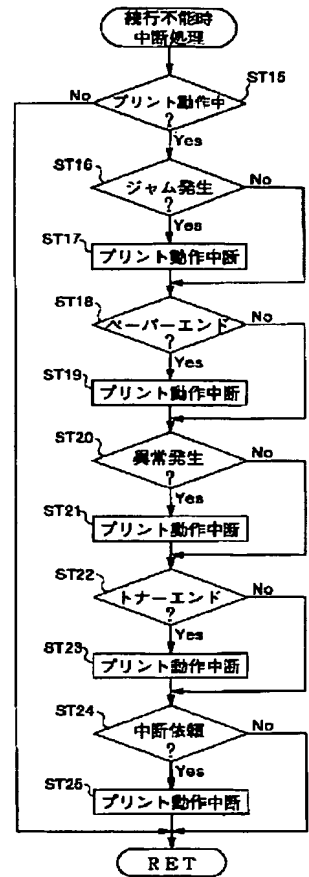 続行不能時
中断処理
ST15
No
プリント動作中
?
Yes
ST16
ジャム発生
No
?
Yes
ST17
プリント動作中断
ST18
ペーパーエンド
No
?
Yes
ST19
プリント動作中断
ST20
異常発生
No
?
Yes
ST21
プリント動作中断
ST22
トナーエンド
No
?
Yes
ST23
プリント動作中断
ST24
中断依頼
No
?
Yes
ST25
プリント動作中断
RET